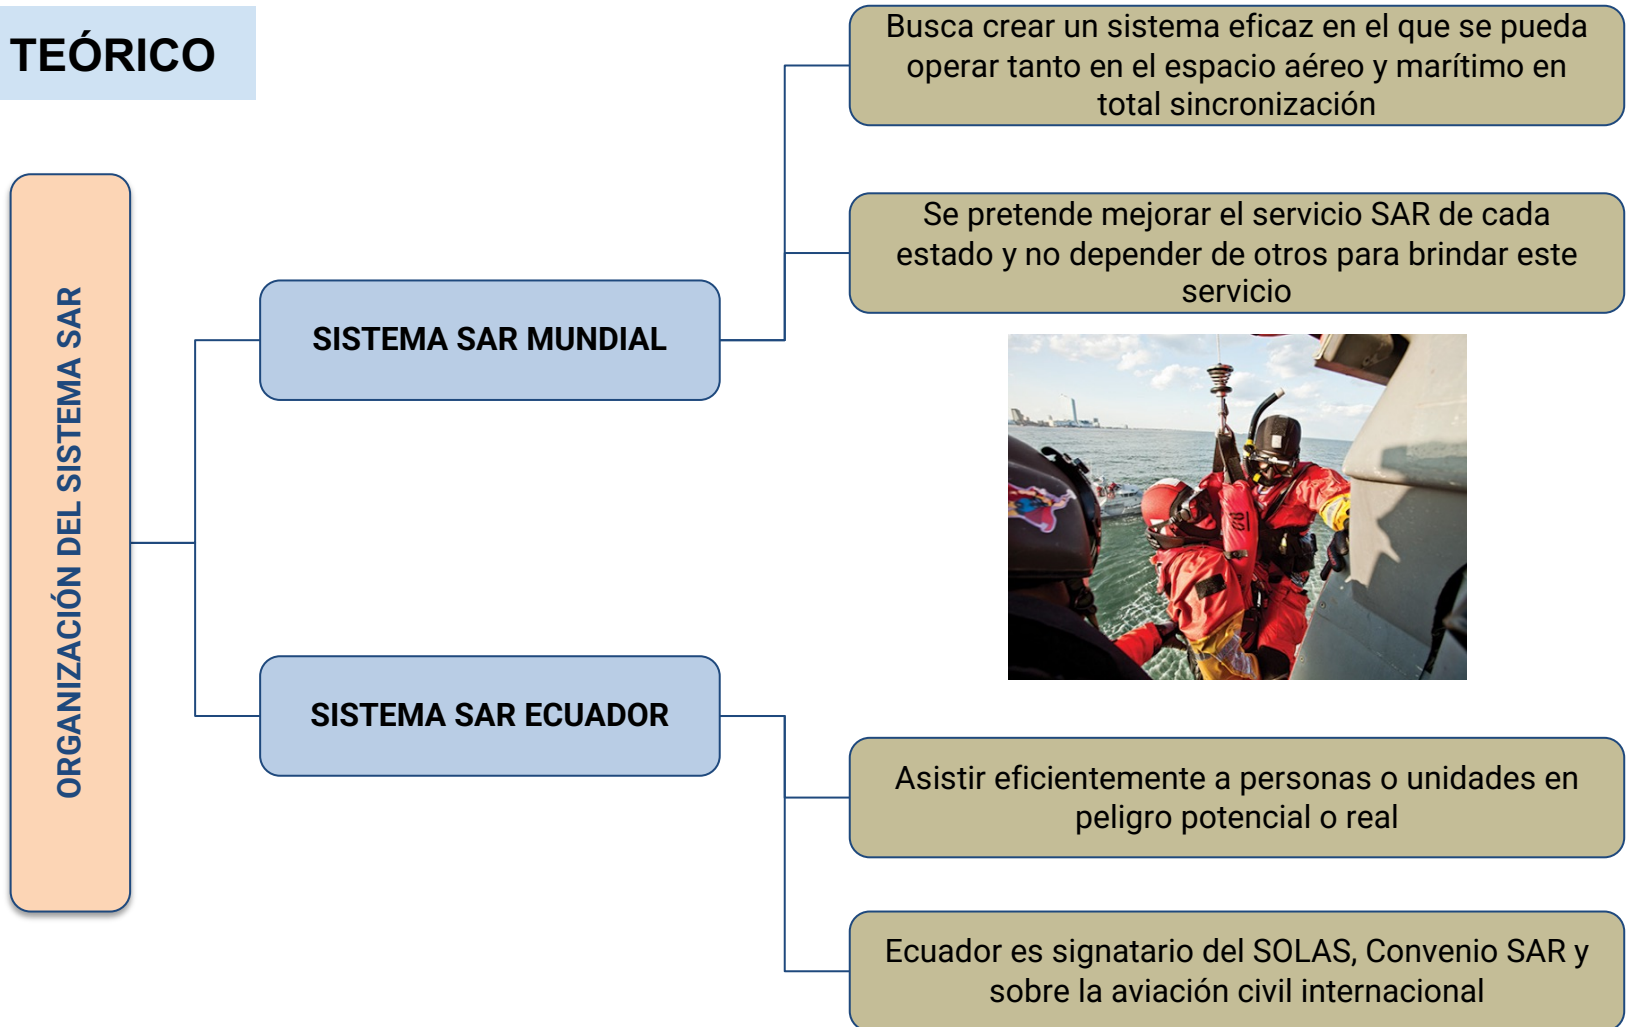 TEÓRICO
ORGANIZACIÓN DEL SISTEMA SAR
SISTEMA SAR MUNDIAL
Busca crear un sistema eficaz en el que se pueda
operar tanto en el espacio aéreo y marítimo en
total sincronización
Se pretende mejorar el servicio SAR de cada
estado y no depender de otros para brindar este
servicio
SISTEMA SAR ECUADOR
Asistir eficientemente a personas o unidades en
peligro potencial o real
Ecuador es signatario del SOLAS, Convenio SAR y
sobre la aviación civil internacional